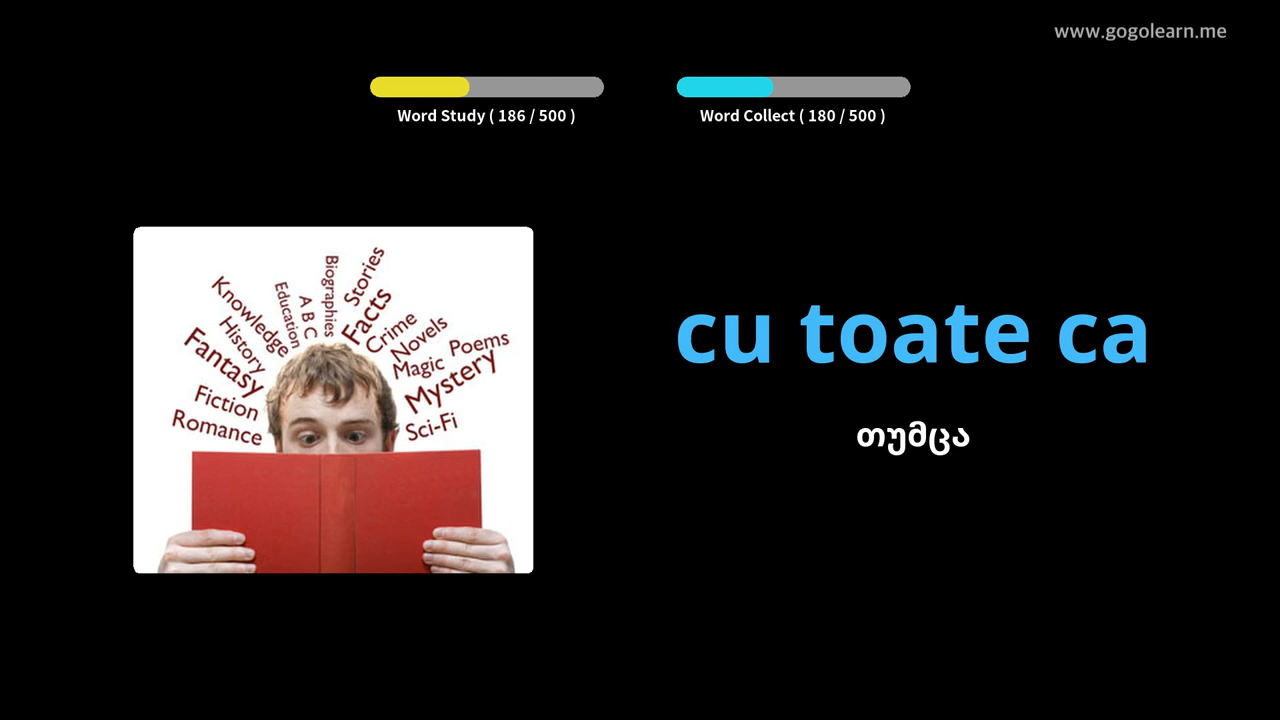 www.gogolearn.me
Word Study ( 186 / 500 )
Word Collect ( 180 / 500 )
Knowledge
Education
A B C
Biographies
Stories
Facts
Crime
Novels
Poems
History
Fantasy
Magic
Mystery
Fiction
Romance
Sci-Fi
cu toate ca
თუმცა